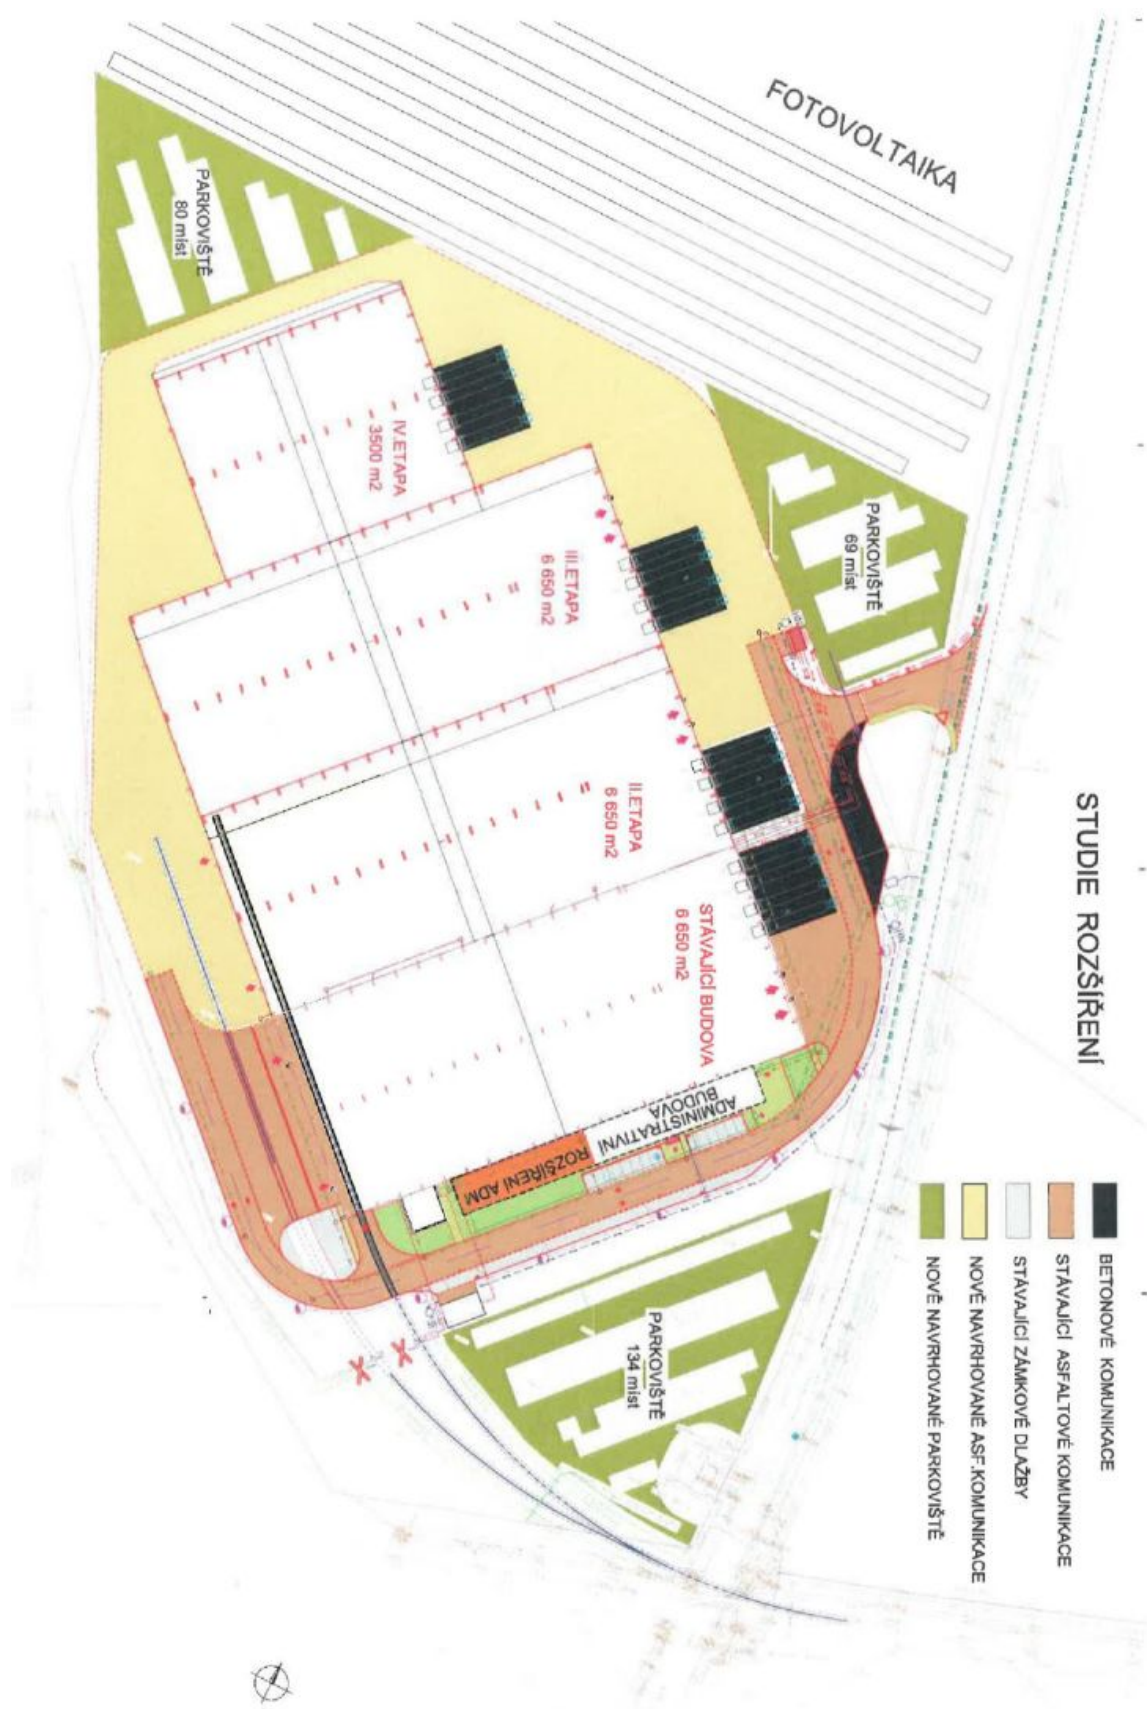 STUDIE ROZŠÍŘENÍ
BETONOVÉ KOMUNIKACE
STÁVAJÍCÍ ASFALTOVÉ KOMUNIKACE
STÁVAJÍCÍ ZÁMKOVÉ DLAŽBY
NOVĚ NAVRHOVANÉ ASF.KOMUNIKACE
NOVĚ NAVRHOVANÉ PARKOVIŠTĚ
FOTOVOLTAIKA
PARKOVIŠTĚ
80 míst
PARKOVIŠTĚ
69 míst
IV.ETAPA
3500 m2
III.ETAPA
6 650 m2
II.ETAPA
6 650 m2
STÁVAJÍCÍ BUDOVA
6 650 m2
ADMINISTRATIVNÍ
BUDOVA
ROZŠÍŘENÍ ADM
PARKOVIŠTĚ
134 míst